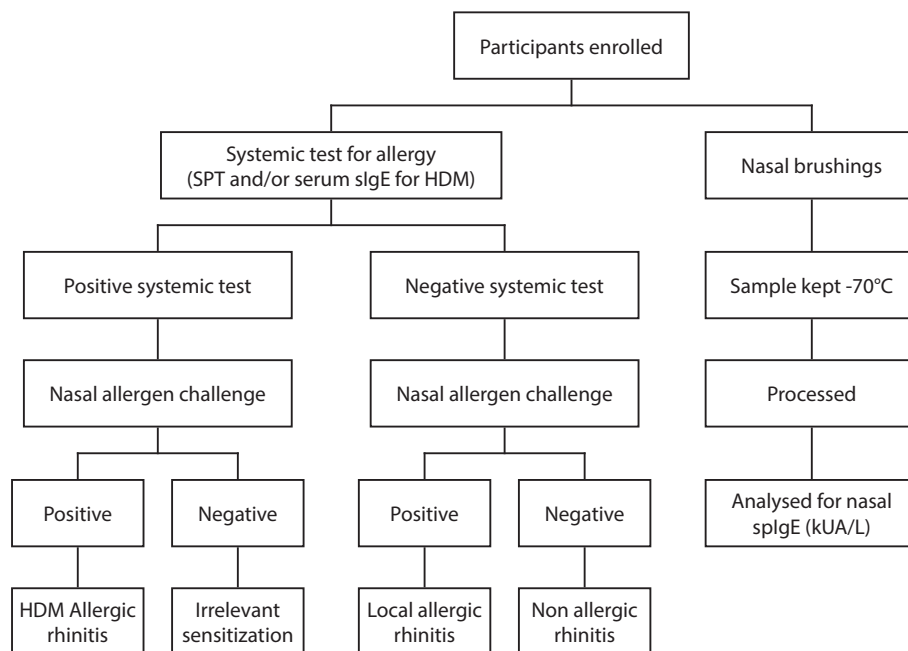 Participants enrolled
Systemic test for allergy
(SPT and/or serum sIgE for HDM)
Nasal brushings
Positive systemic test
Negative systemic test
Sample kept -70°C
Nasal allergen challenge
Nasal allergen challenge
Processed
Positive
Negative
Positive
Negative
Analysed for nasal
spIgE (kUA/L)
HDM Allergic
rhinitis
Irrelevant
sensitization
Local allergic
rhinitis
Non allergic
rhinitis